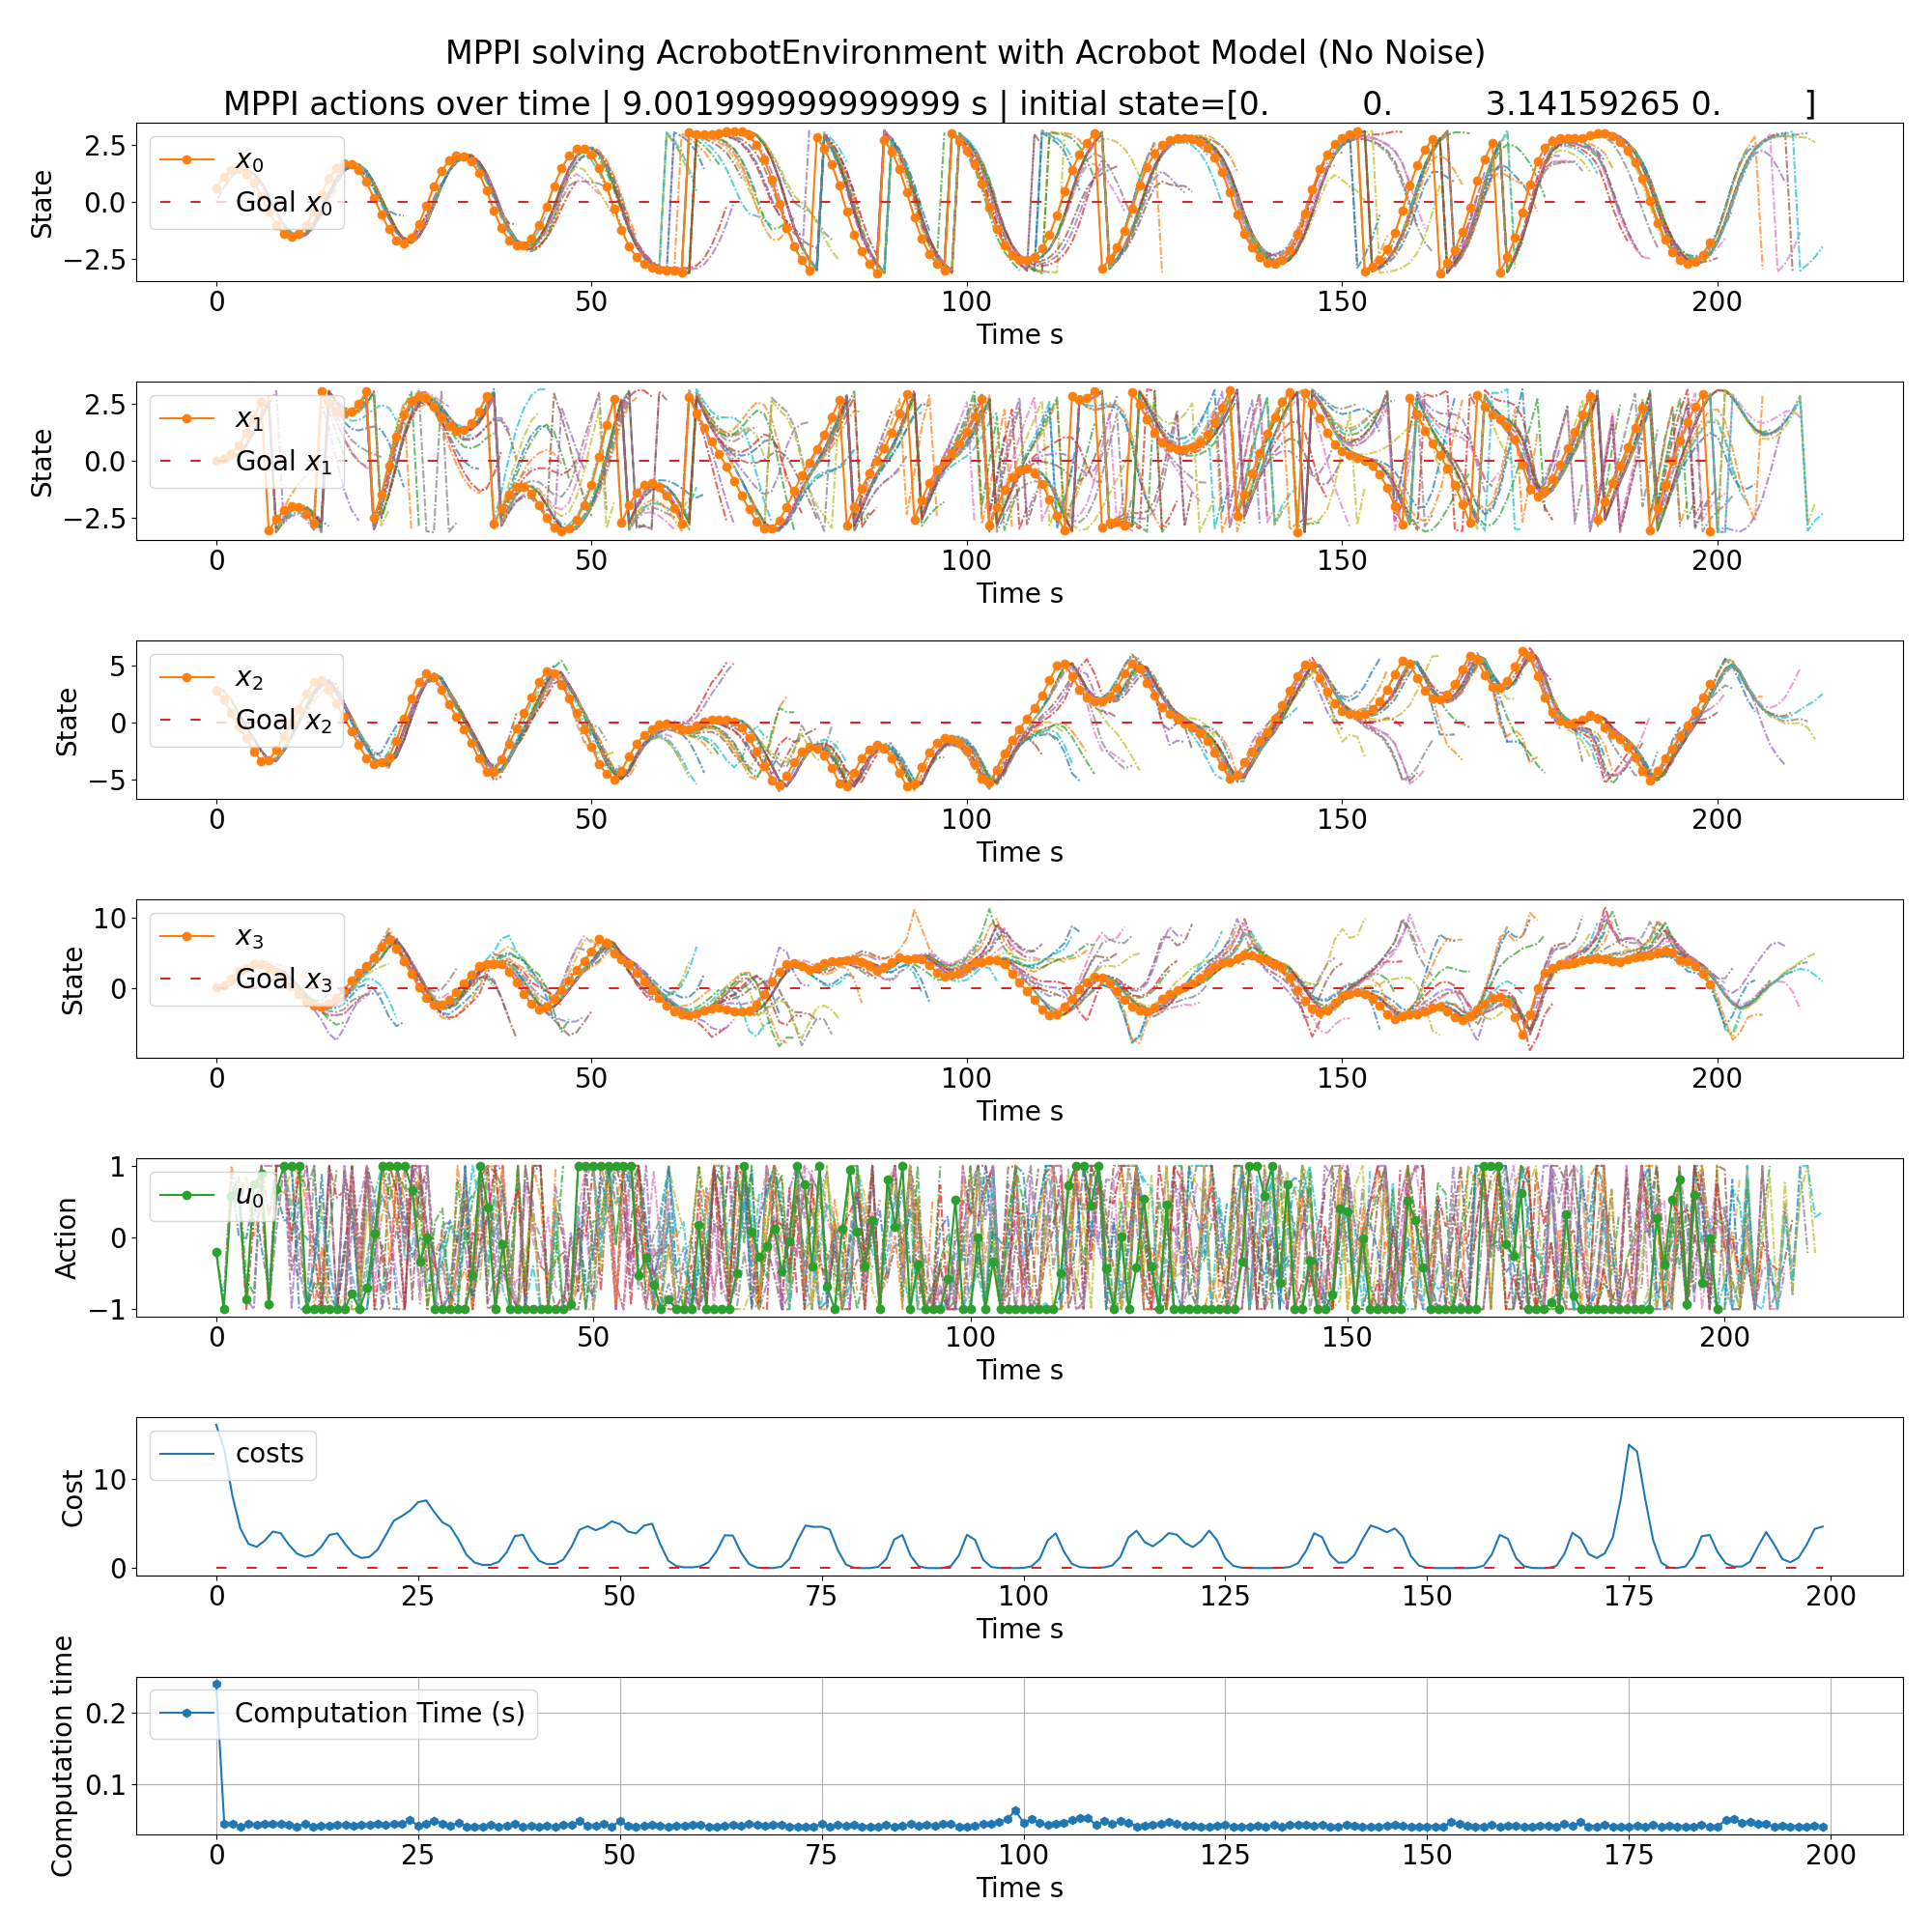 MPPI solving AcrobotEnvironment with Acrobot Model (No Noise)
MPPI actions over time | 9.001999999999999 s | initial state=[0. 0. 3.14159265 0. ]
2.5
0.0
−2.5
State
x₀
Goal x₀
0 50 100 150 200
Time s
2.5
0.0
−2.5
State
x₁
Goal x₁
0 50 100 150 200
Time s
5
0
−5
State
x₂
Goal x₂
0 50 100 150 200
Time s
10
0
State
x₃
Goal x₃
0 50 100 150 200
Time s
1
0
−1
Action
u₀
0 50 100 150 200
Time s
10
0
Cost
costs
0 25 50 75 100 125 150 175 200
Time s
0.2
0.1
Computation time
Computation Time (s)
0 25 50 75 100 125 150 175 200
Time s